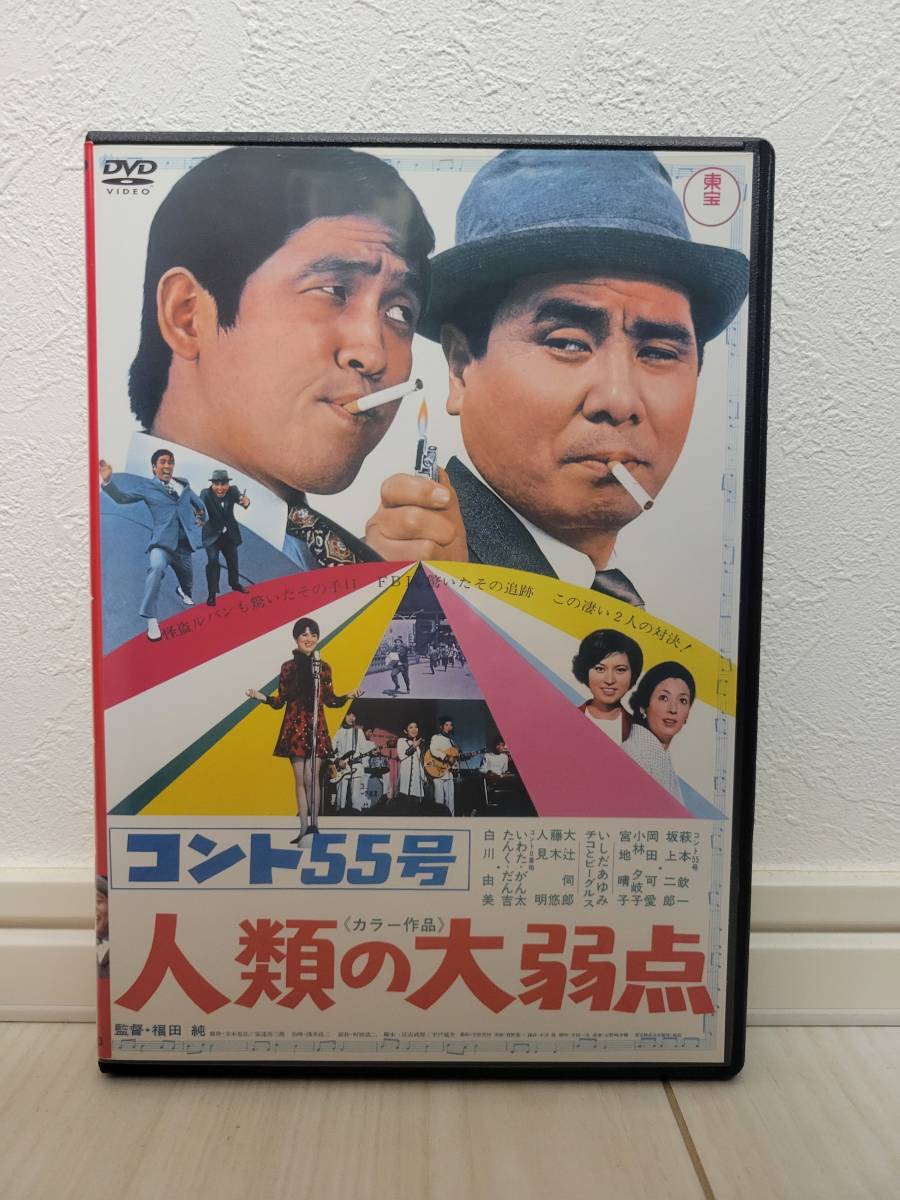 DVD
VIDEO
東宝
怪盗ルパンも驚いたその手口 FBIも驚いたその追跡 この凄い2人の対決!
コント55号
コント55号
萩本欽一
坂上二郎
岡田可愛
小林夕岐子
宮地晴子
いしだあゆみ
チコとビーグルス
大辻伺郎
藤木悠
人見明
いわた・がん太
たんく・だん吉
白川由美
《カラー作品》
人類の大弱点
監督・福田 純